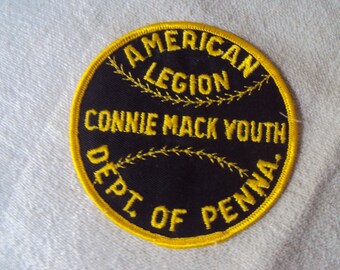 AMERICAN
LEGION
CONNIE MACK YOUTH
DEPT. OF PENNA.